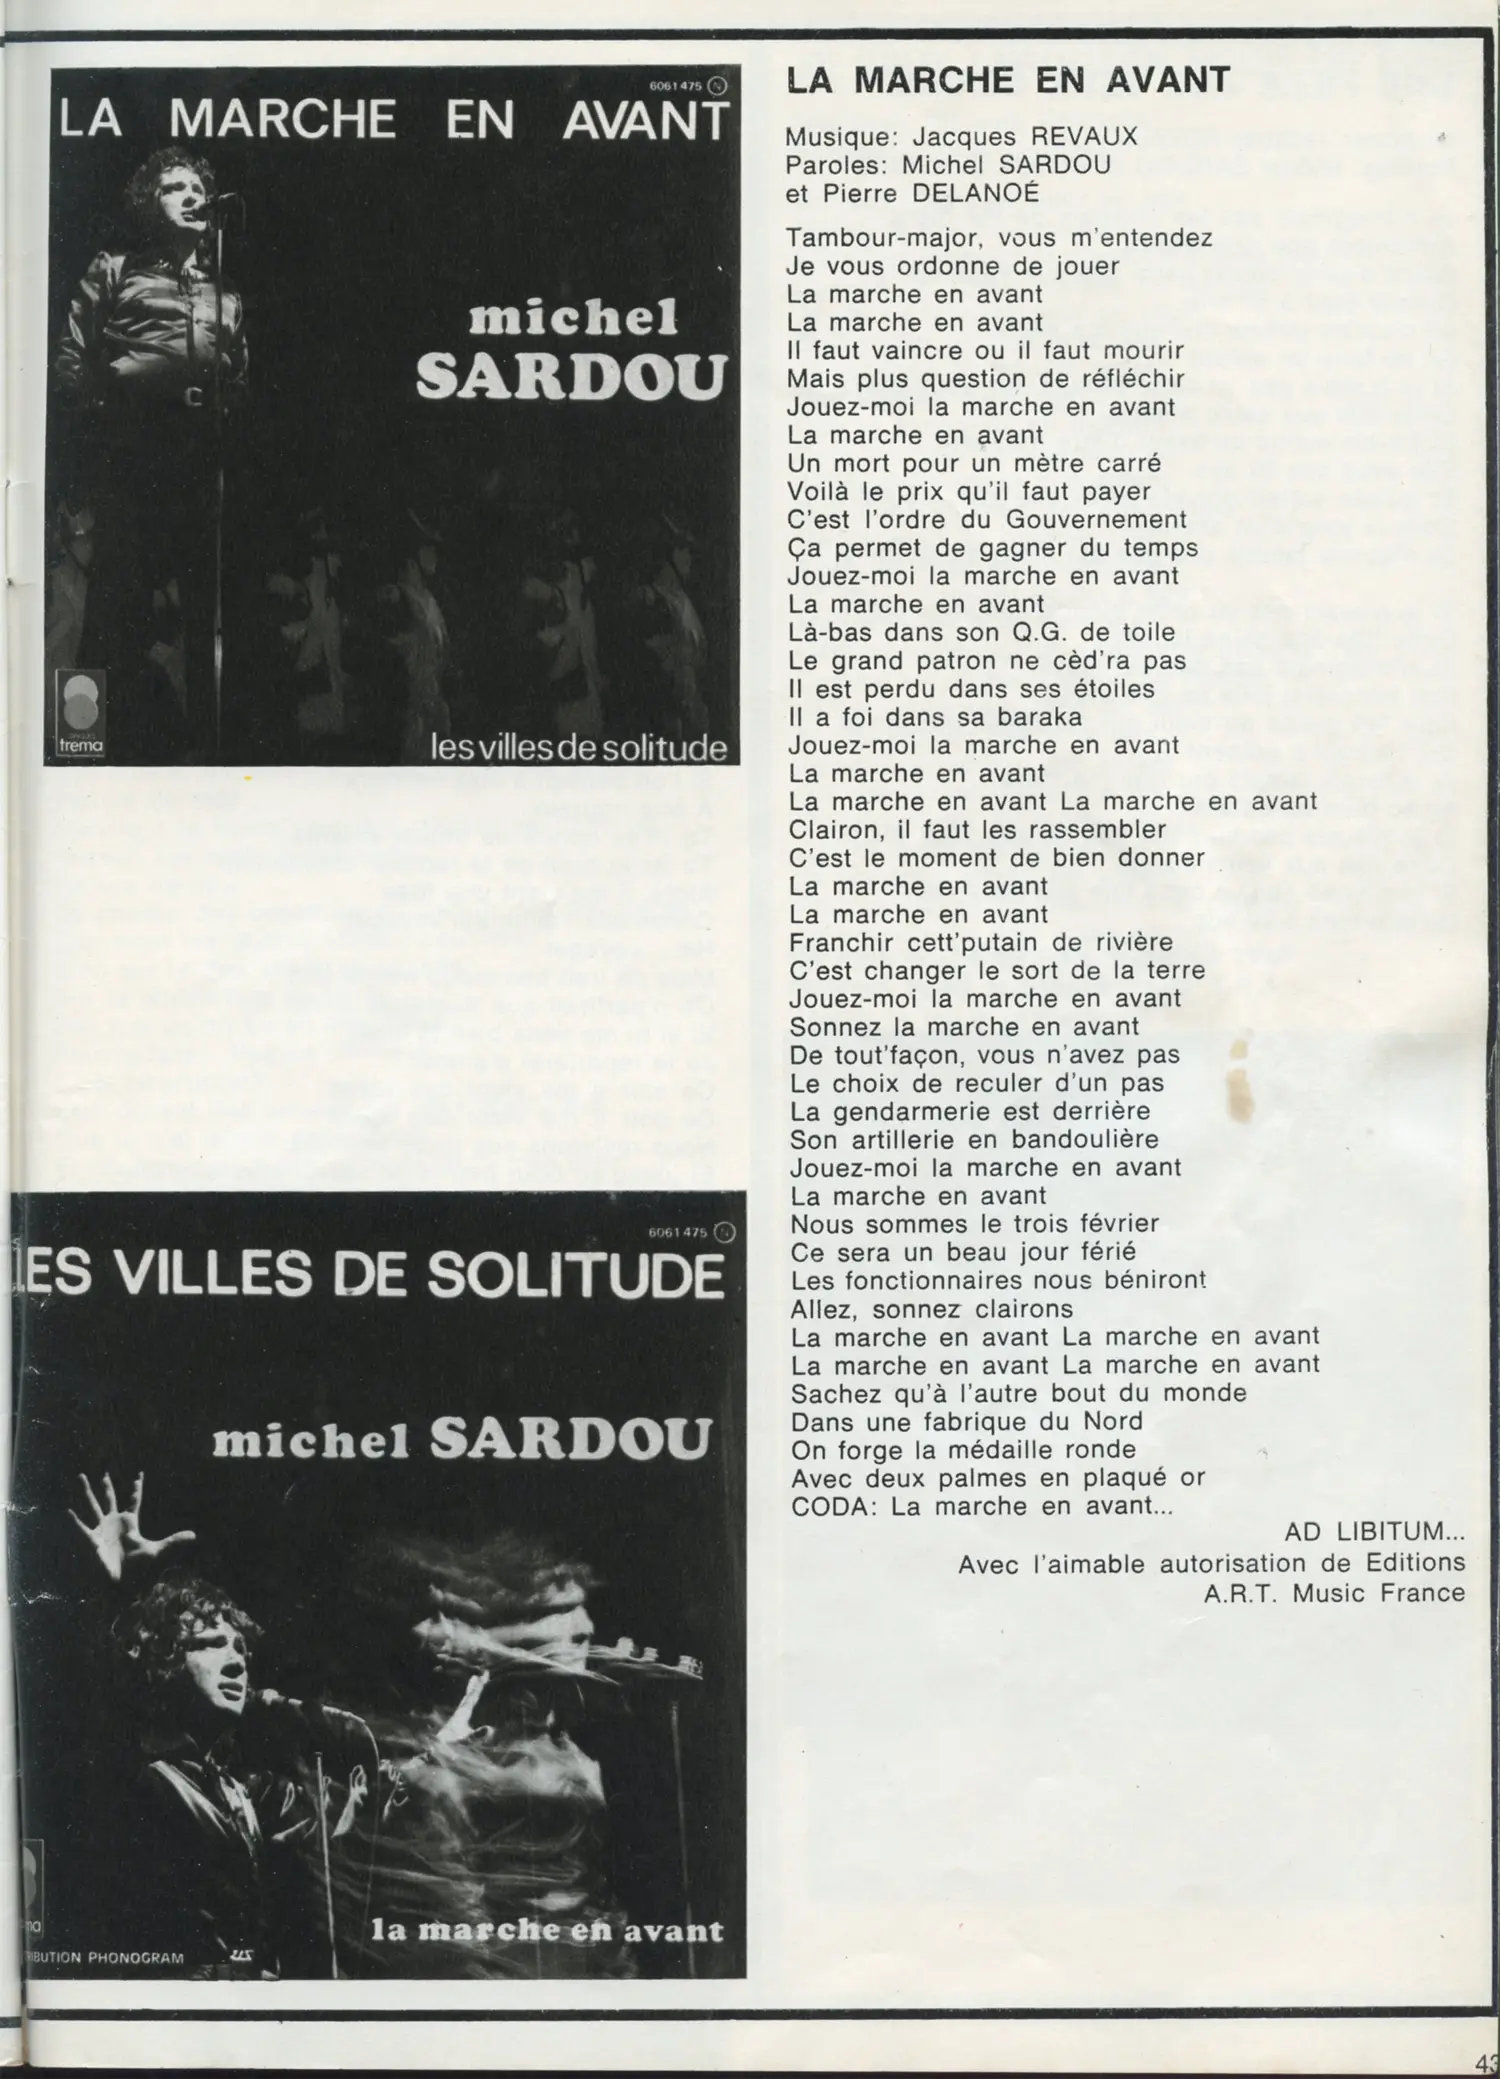 6061 475 N
LA MARCHE EN AVANT
michel
SARDOU
DISQUES
trema
les villes de solitude
6061 475 N
ES VILLES DE SOLITUDE
michel SARDOU
la marche en avant
BUTION PHONOGRAM
LA MARCHE EN AVANT
Musique: Jacques REVAUX
Paroles: Michel SARDOU
et Pierre DELANOÉ
Tambour-major, vous m'entendez
Je vous ordonne de jouer
La marche en avant
La marche en avant
Il faut vaincre ou il faut mourir
Mais plus question de réfléchir
Jouez-moi la marche en avant
La marche en avant
Un mort pour un mètre carré
Voilà le prix qu'il faut payer
C'est l'ordre du Gouvernement
Ça permet de gagner du temps
Jouez-moi la marche en avant
La marche en avant
Là-bas dans son Q.G. de toile
Le grand patron ne cèd'ra pas
Il est perdu dans ses étoiles
Il a foi dans sa baraka
Jouez-moi la marche en avant
La marche en avant
La marche en avant La marche en avant
Clairon, il faut les rassembler
C'est le moment de bien donner
La marche en avant
La marche en avant
Franchir cett'putain de rivière
C'est changer le sort de la terre
Jouez-moi la marche en avant
Sonnez la marche en avant
De tout'façon, vous n'avez pas
Le choix de reculer d'un pas
La gendarmerie est derrière
Son artillerie en bandoulière
Jouez-moi la marche en avant
La marche en avant
Nous sommes le trois février
Ce sera un beau jour férié
Les fonctionnaires nous béniront
Allez, sonnez clairons
La marche en avant La marche en avant
La marche en avant La marche en avant
Sachez qu'à l'autre bout du monde
Dans une fabrique du Nord
On forge la médaille ronde
Avec deux palmes en plaqué or
CODA: La marche en avant...
AD LIBITUM...
Avec l'aimable autorisation de Editions
A.R.T. Music France
43